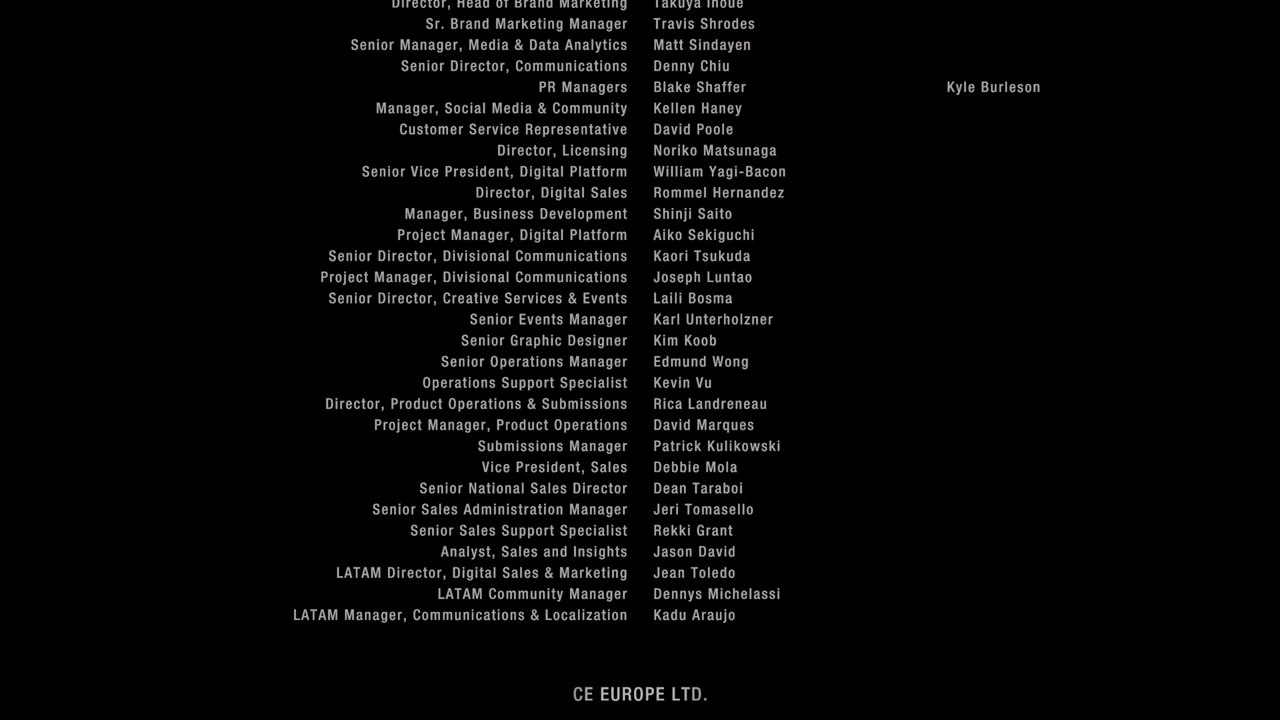 Director, Head of Brand Marketing Takuya Inoue
Sr. Brand Marketing Manager Travis Shrodes
Senior Manager, Media & Data Analytics Matt Sindayen
Senior Director, Communications Denny Chiu
PR Managers Blake Shaffer Kyle Burleson
Manager, Social Media & Community Kellen Haney
Customer Service Representative David Poole
Director, Licensing Noriko Matsunaga
Senior Vice President, Digital Platform William Yagi-Bacon
Director, Digital Sales Rommel Hernandez
Manager, Business Development Shinji Saito
Project Manager, Digital Platform Aiko Sekiguchi
Senior Director, Divisional Communications Kaori Tsukuda
Project Manager, Divisional Communications Joseph Luntao
Senior Director, Creative Services & Events Laili Bosma
Senior Events Manager Karl Unterholzner
Senior Graphic Designer Kim Koob
Senior Operations Manager Edmund Wong
Operations Support Specialist Kevin Vu
Director, Product Operations & Submissions Rica Landreneau
Project Manager, Product Operations David Marques
Submissions Manager Patrick Kulikowski
Vice President, Sales Debbie Mola
Senior National Sales Director Dean Taraboi
Senior Sales Administration Manager Jeri Tomasello
Senior Sales Support Specialist Rekki Grant
Analyst, Sales and Insights Jason David
LATAM Director, Digital Sales & Marketing Jean Toledo
LATAM Community Manager Dennys Michelassi
LATAM Manager, Communications & Localization Kadu Araujo
CE EUROPE LTD.